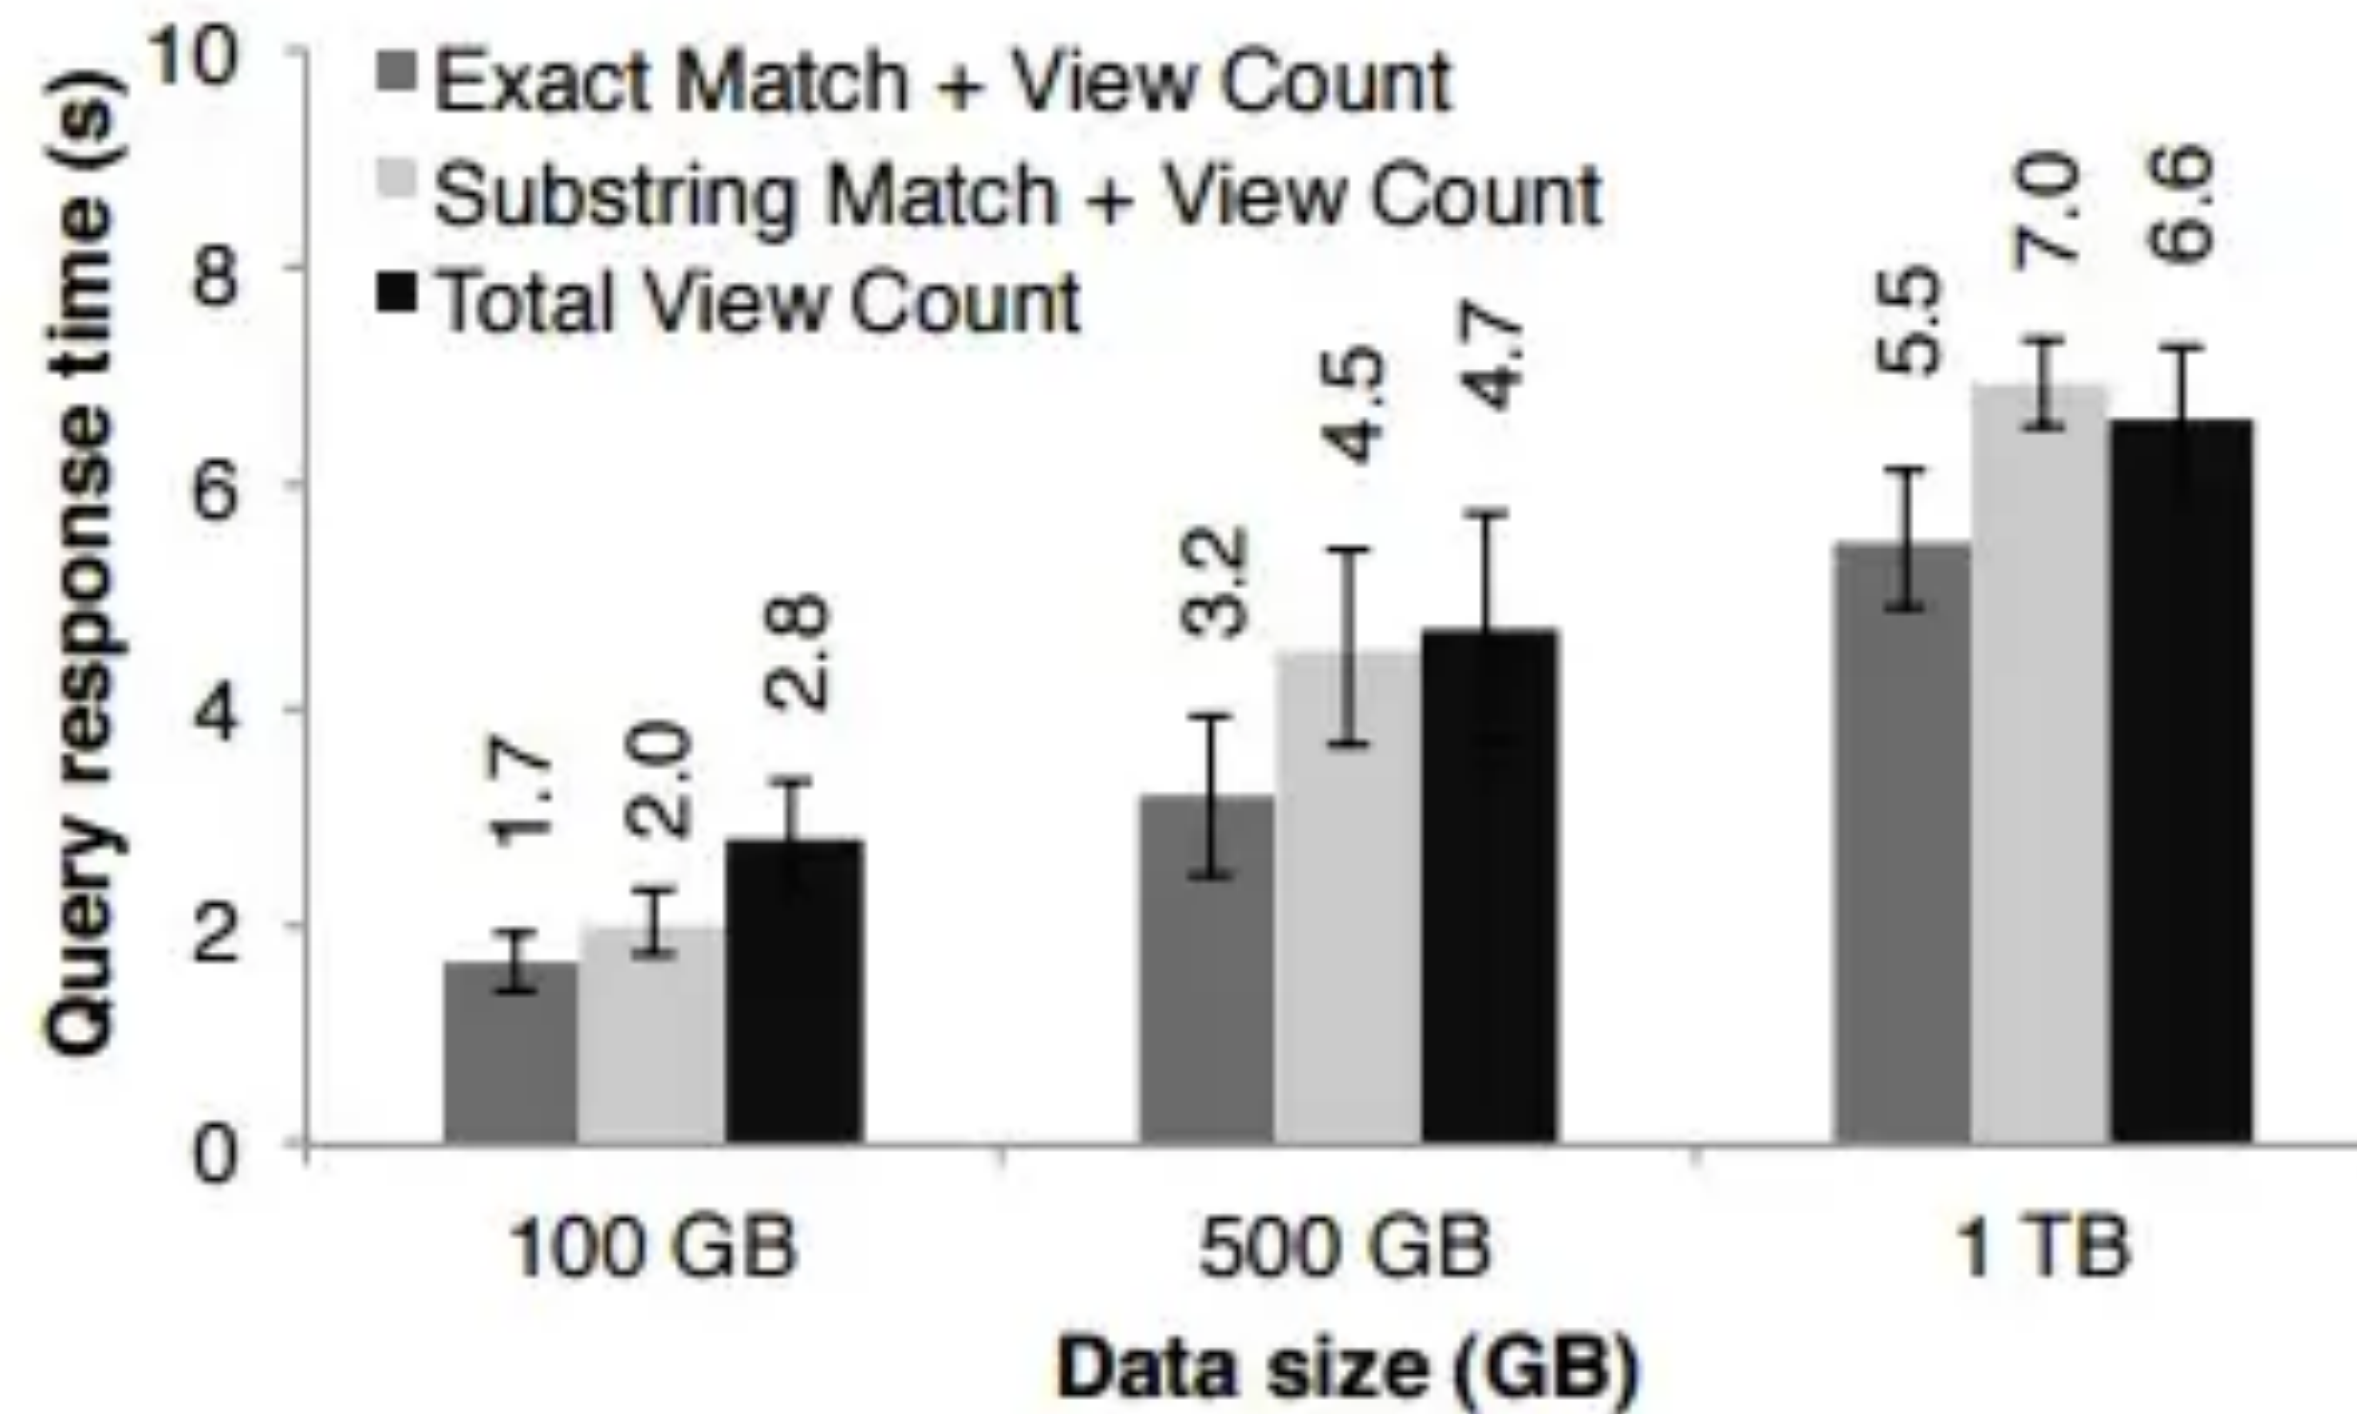 Query response time (s)
10
8
6
4
2
0
Exact Match + View Count
Substring Match + View Count
Total View Count
1.7
2.0
2.8
3.2
4.5
4.7
5.5
7.0
6.6
100 GB
500 GB
1 TB
Data size (GB)